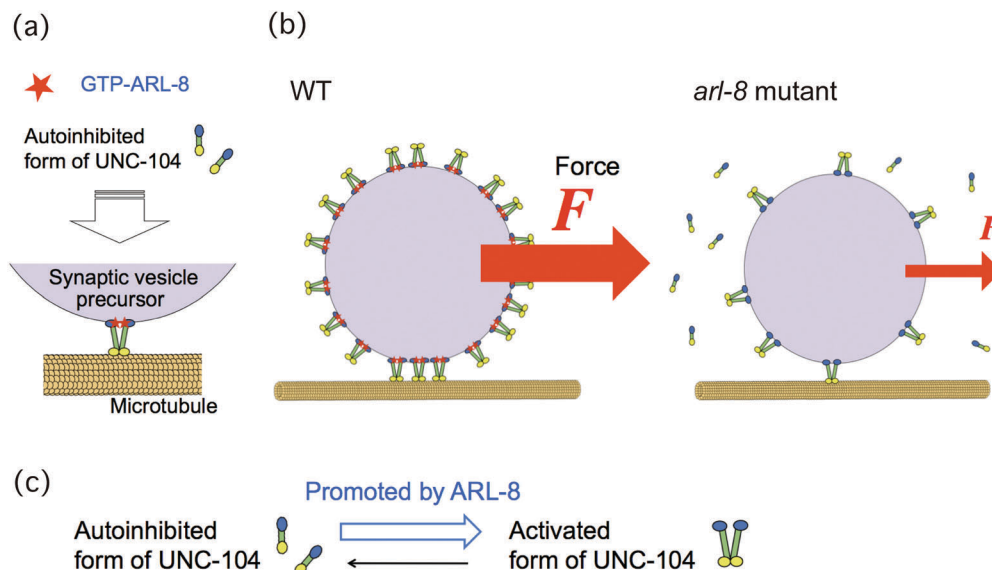 (a)
GTP-ARL-8
Autoinhibited
form of UNC-104
Synaptic vesicle
precursor
Microtubule
(b)
WT
Force
F
arl-8 mutant
F
(c)
Promoted by ARL-8
Autoinhibited
form of UNC-104
Activated
form of UNC-104